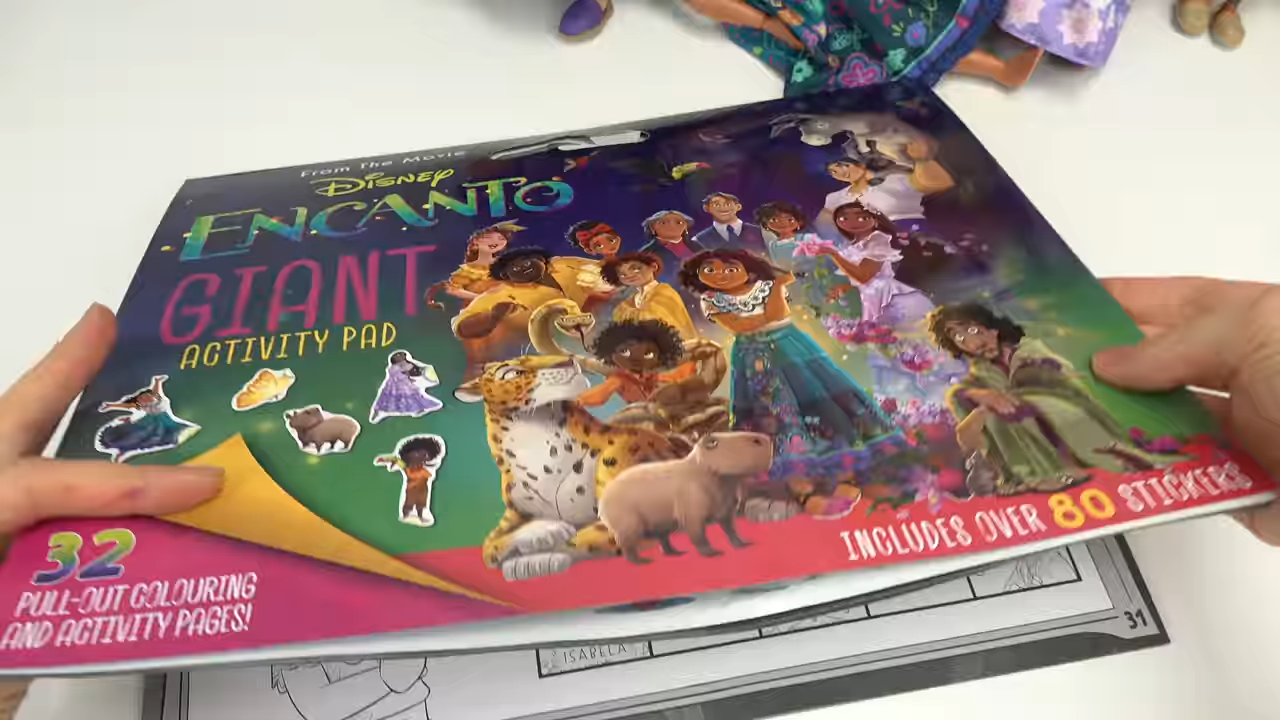 From The Movie
DISNEY
ENCANTO
GIANT
ACTIVITY PAD
32
PULL-OUT COLOURING
AND ACTIVITY PAGES!
INCLUDES OVER 80 STICKERS
31
ISABELA